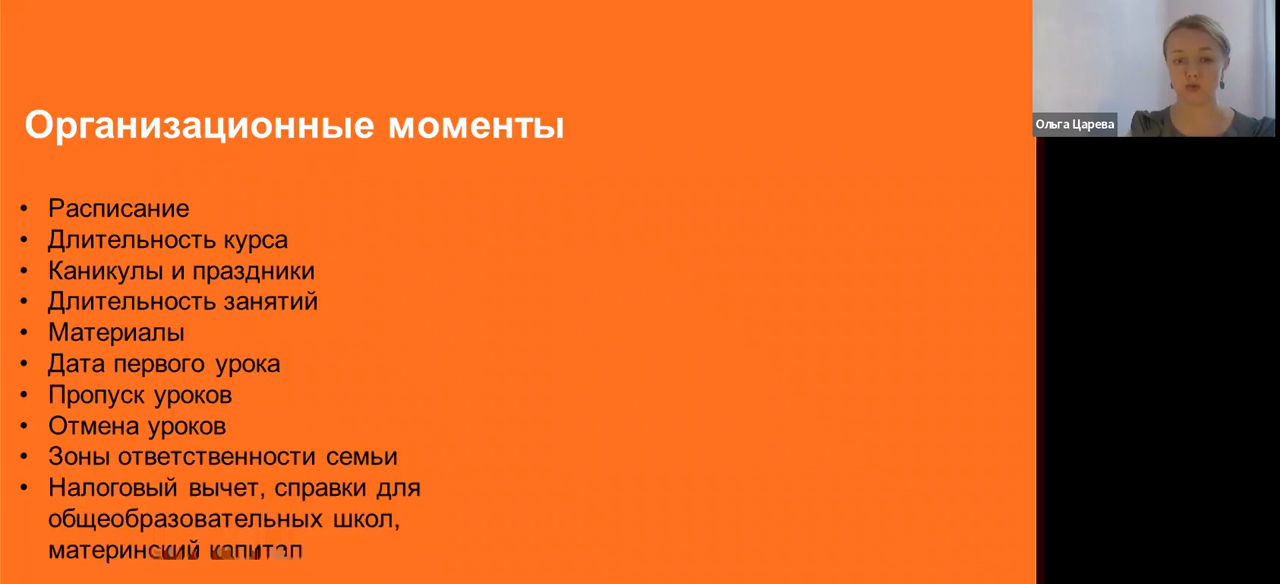 Организационные моменты
Ольга Царева
• Расписание
• Длительность курса
• Каникулы и праздники
• Длительность занятий
• Материалы
• Дата первого урока
• Пропуск уроков
• Отмена уроков
• Зоны ответственности семьи
• Налоговый вычет, справки для
общеобразовательных школ,
материнский капитал